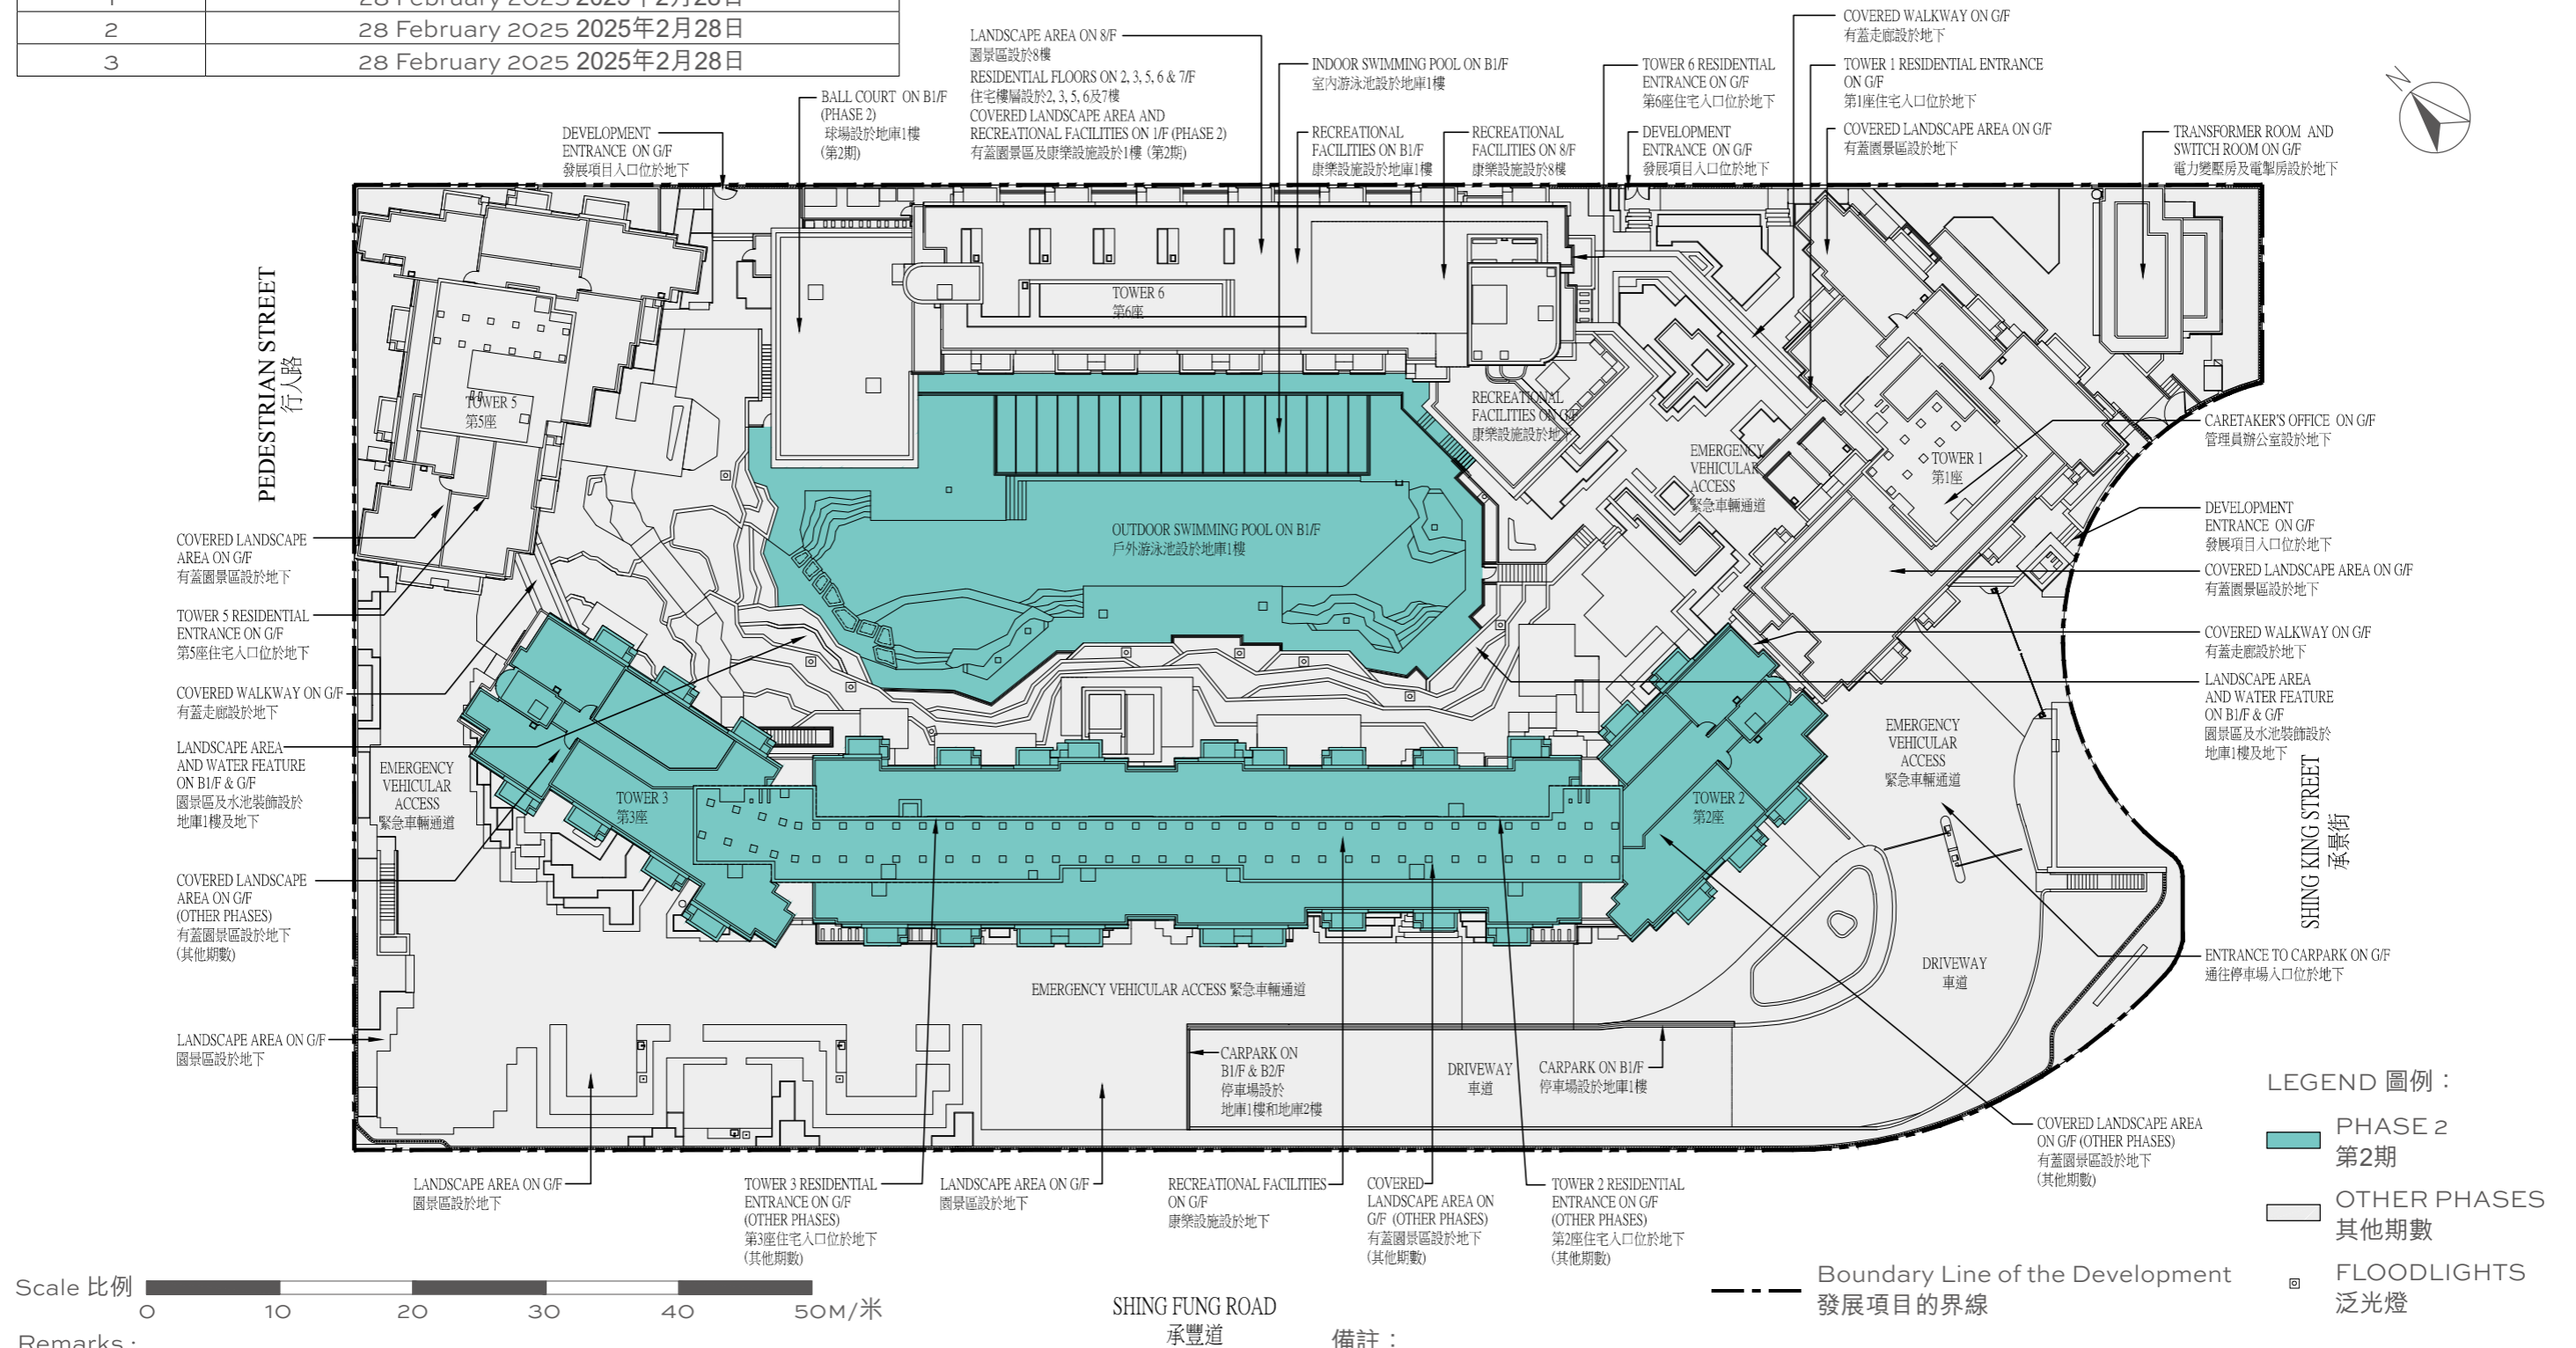 28 February 2025 2025年2月28日
2 28 February 2025 2025年2月28日
3 28 February 2025 2025年2月28日
DEVELOPMENT
ENTRANCE ON G/F
發展項目入口位於地下
BALL COURT ON B1/F
(PHASE 2)
球場設於地庫1樓
(第2期)
LANDSCAPE AREA ON 8/F
園景區設於8樓
RESIDENTIAL FLOORS ON 2, 3, 5, 6 & 7/F
住宅樓層設於2, 3, 5, 6及7樓
COVERED LANDSCAPE AREA AND
RECREATIONAL FACILITIES ON 1/F (PHASE 2)
有蓋園景區及康樂設施設於1樓 (第2期)
INDOOR SWIMMING POOL ON B1/F
室內游泳池設於地庫1樓
RECREATIONAL
FACILITIES ON B1/F
康樂設施設於地庫1樓
RECREATIONAL
FACILITIES ON 8/F
康樂設施設於8樓
TOWER 6 RESIDENTIAL
ENTRANCE ON G/F
第6座住宅入口位於地下
DEVELOPMENT
ENTRANCE ON G/F
發展項目入口位於地下
COVERED WALKWAY ON G/F
有蓋走廊設於地下
TOWER 1 RESIDENTIAL ENTRANCE
ON G/F
第1座住宅入口位於地下
COVERED LANDSCAPE AREA ON G/F
有蓋園景區設於地下
TRANSFORMER ROOM AND
SWITCH ROOM ON G/F
電力變壓房及電掣房設於地下
N
PEDESTRIAN STREET
行人路
TOWER 5
第5座
TOWER 6
第6座
RECREATIONAL
FACILITIES ON G/F
康樂設施設於地下
EMERGENCY
VEHICULAR
ACCESS
緊急車輛通道
TOWER 1
第1座
OUTDOOR SWIMMING POOL ON B1/F
戶外游泳池設於地庫1樓
COVERED LANDSCAPE
AREA ON G/F
有蓋園景區設於地下
TOWER 5 RESIDENTIAL
ENTRANCE ON G/F
第5座住宅入口位於地下
COVERED WALKWAY ON G/F
有蓋走廊設於地下
LANDSCAPE AREA
AND WATER FEATURE
ON B1/F & G/F
園景區及水池裝飾設於
地庫1樓及地下
COVERED LANDSCAPE
AREA ON G/F
(OTHER PHASES)
有蓋園景區設於地下
(其他期數)
LANDSCAPE AREA ON G/F
園景區設於地下
EMERGENCY
VEHICULAR
ACCESS
緊急車輛通道
TOWER 3
第3座
TOWER 2
第2座
CARETAKER'S OFFICE ON G/F
管理員辦公室設於地下
DEVELOPMENT
ENTRANCE ON G/F
發展項目入口位於地下
COVERED LANDSCAPE AREA ON G/F
有蓋園景區設於地下
COVERED WALKWAY ON G/F
有蓋走廊設於地下
LANDSCAPE AREA
AND WATER FEATURE
ON B1/F & G/F
園景區及水池裝飾設於
地庫1樓及地下
EMERGENCY
VEHICULAR
ACCESS
緊急車輛通道
SHING KING STREET
承景街
ENTRANCE TO CARPARK ON G/F
通往停車場入口位於地下
DRIVEWAY
車道
EMERGENCY VEHICULAR ACCESS 緊急車輛通道
CARPARK ON
B1/F & B2/F
停車場設於
地庫1樓和地庫2樓
DRIVEWAY
車道
CARPARK ON B1/F
停車場設於地庫1樓
LANDSCAPE AREA ON G/F
園景區設於地下
TOWER 3 RESIDENTIAL
ENTRANCE ON G/F
(OTHER PHASES)
第3座住宅入口位於地下
(其他期數)
LANDSCAPE AREA ON G/F
園景區設於地下
RECREATIONAL FACILITIES
ON G/F
康樂設施設於地下
COVERED
LANDSCAPE AREA ON
G/F (OTHER PHASES)
有蓋園景區設於地下
(其他期數)
TOWER 2 RESIDENTIAL
ENTRANCE ON G/F
(OTHER PHASES)
第2座住宅入口位於地下
(其他期數)
COVERED LANDSCAPE AREA
ON G/F (OTHER PHASES)
有蓋園景區設於地下
(其他期數)
LEGEND 圖例：
PHASE 2
第2期
OTHER PHASES
其他期數
FLOODLIGHTS
泛光燈
Boundary Line of the Development
發展項目的界線
Scale 比例
0 10 20 30 40 50M/米
SHING FUNG ROAD
承豐道
Remarks :
備註：